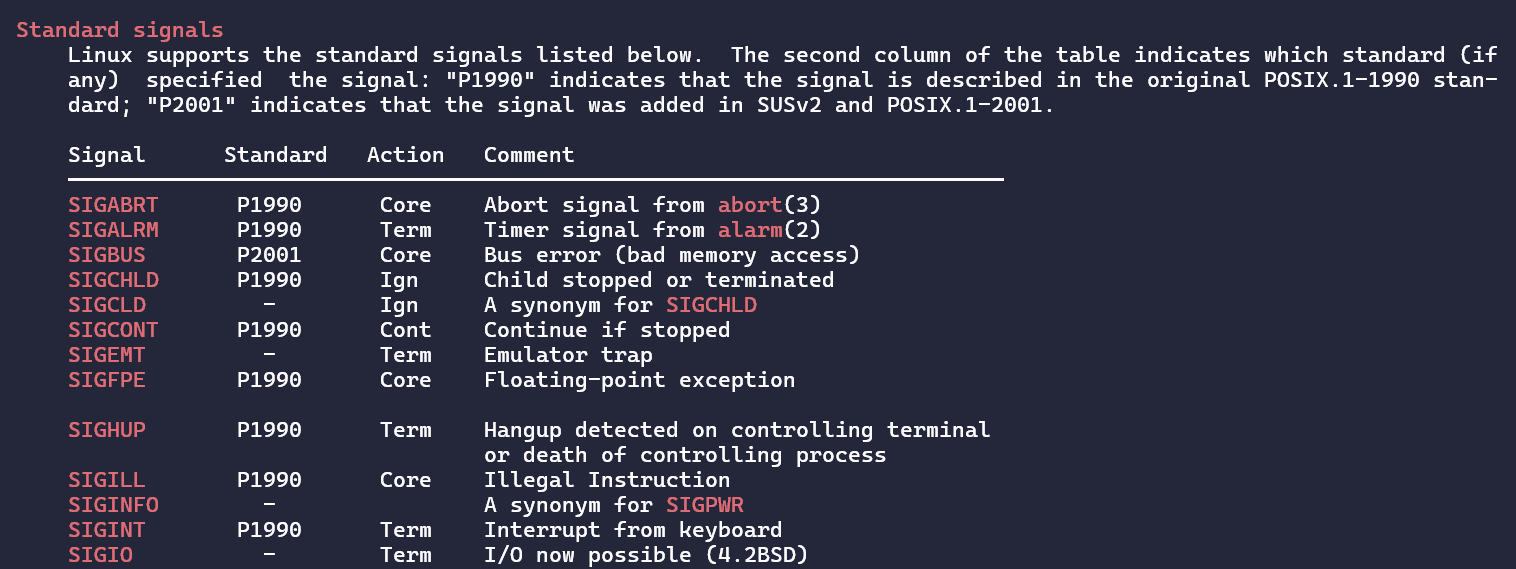 Standard signals
Linux supports the standard signals listed below.  The second column of the table indicates which standard (if
any)  specified  the signal: "P1990" indicates that the signal is described in the original POSIX.1-1990 stan-
dard; "P2001" indicates that the signal was added in SUSv2 and POSIX.1-2001.
Signal      Standard   Action   Comment
SIGABRT      P1990      Core    Abort signal from abort(3)
SIGALRM      P1990      Term    Timer signal from alarm(2)
SIGBUS       P2001      Core    Bus error (bad memory access)
SIGCHLD      P1990      Ign     Child stopped or terminated
SIGCLD         -        Ign     A synonym for SIGCHLD
SIGCONT      P1990      Cont    Continue if stopped
SIGEMT         -        Term    Emulator trap
SIGFPE       P1990      Core    Floating-point exception
SIGHUP       P1990      Term    Hangup detected on controlling terminal
or death of controlling process
SIGILL       P1990      Core    Illegal Instruction
SIGINFO        -                A synonym for SIGPWR
SIGINT       P1990      Term    Interrupt from keyboard
SIGIO          -        Term    I/O now possible (4.2BSD)